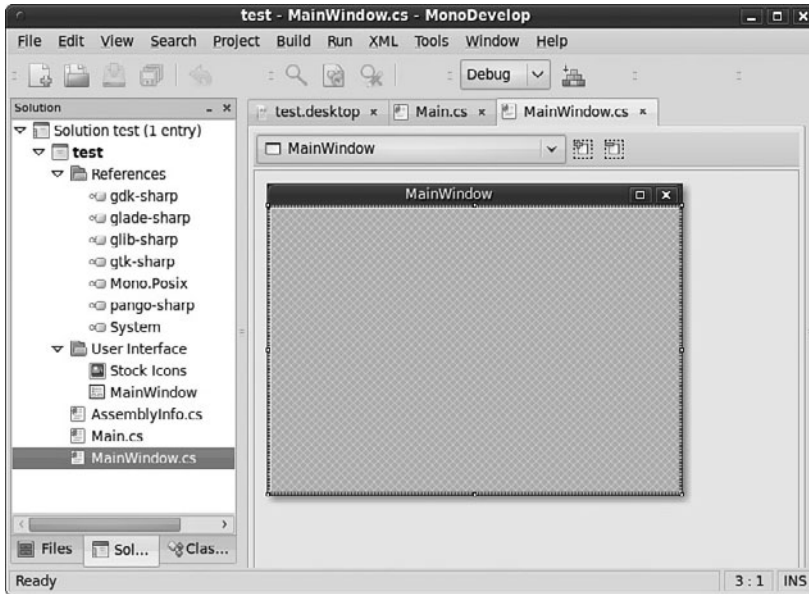 test - MainWindow.cs - MonoDevelop
File Edit View Search Project Build Run XML Tools Window Help
Debug
Solution
test.desktop Main.cs MainWindow.cs
Solution test (1 entry)
test
References
gdk-sharp
glade-sharp
glib-sharp
gtk-sharp
Mono.Posix
pango-sharp
System
User Interface
Stock Icons
MainWindow
AssemblyInfo.cs
Main.cs
MainWindow.cs
MainWindow
MainWindow
Files Sol... Clas...
Ready 3 : 1 INS